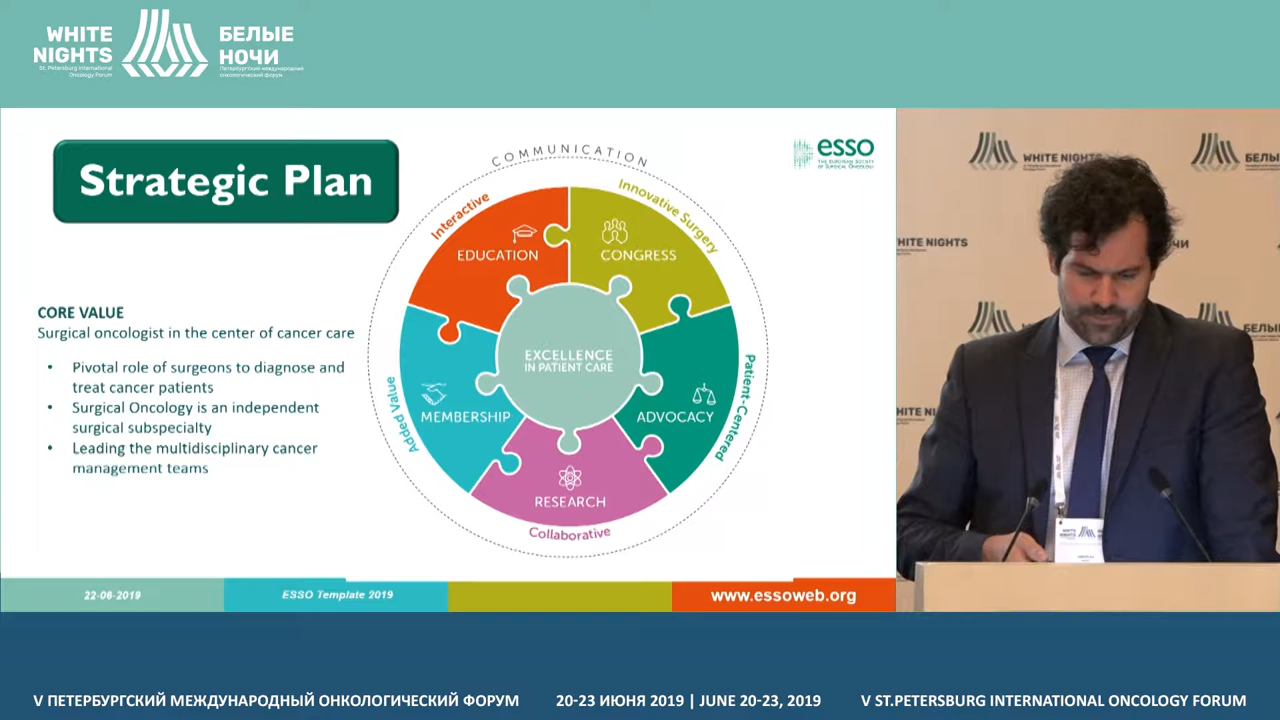 WHITE
NIGHTS
St. Petersburg International
Oncology Forum
БЕЛЫЕ
НОЧИ
Петербургский международный
онкологический форум
Strategic Plan
COMMUNICATION
esso
THE EUROPEAN SOCIETY
OF SURGICAL ONCOLOGY
Interactive
Innovative Surgery
EDUCATION
CONGRESS
CORE VALUE
Surgical oncologist in the center of cancer care
• Pivotal role of surgeons to diagnose and
treat cancer patients
• Surgical Oncology is an independent
surgical subspecialty
• Leading the multidisciplinary cancer
management teams
EXCELLENCE
IN PATIENT CARE
Added Value
MEMBERSHIP
ADVOCACY
Patient-Centered
RESEARCH
Collaborative
22-06-2019
ESSO Template 2019
www.essoweb.org
WHITE NIGHTS
БЕЛЫ
HITE NIGHTS
ЧИ
HITE NI
WHITE
NIGHTS
V ПЕТЕРБУРГСКИЙ МЕЖДУНАРОДНЫЙ ОНКОЛОГИЧЕСКИЙ ФОРУМ
20-23 ИЮНЯ 2019 | JUNE 20-23, 2019
V ST.PETERSBURG INTERNATIONAL ONCOLOGY FORUM